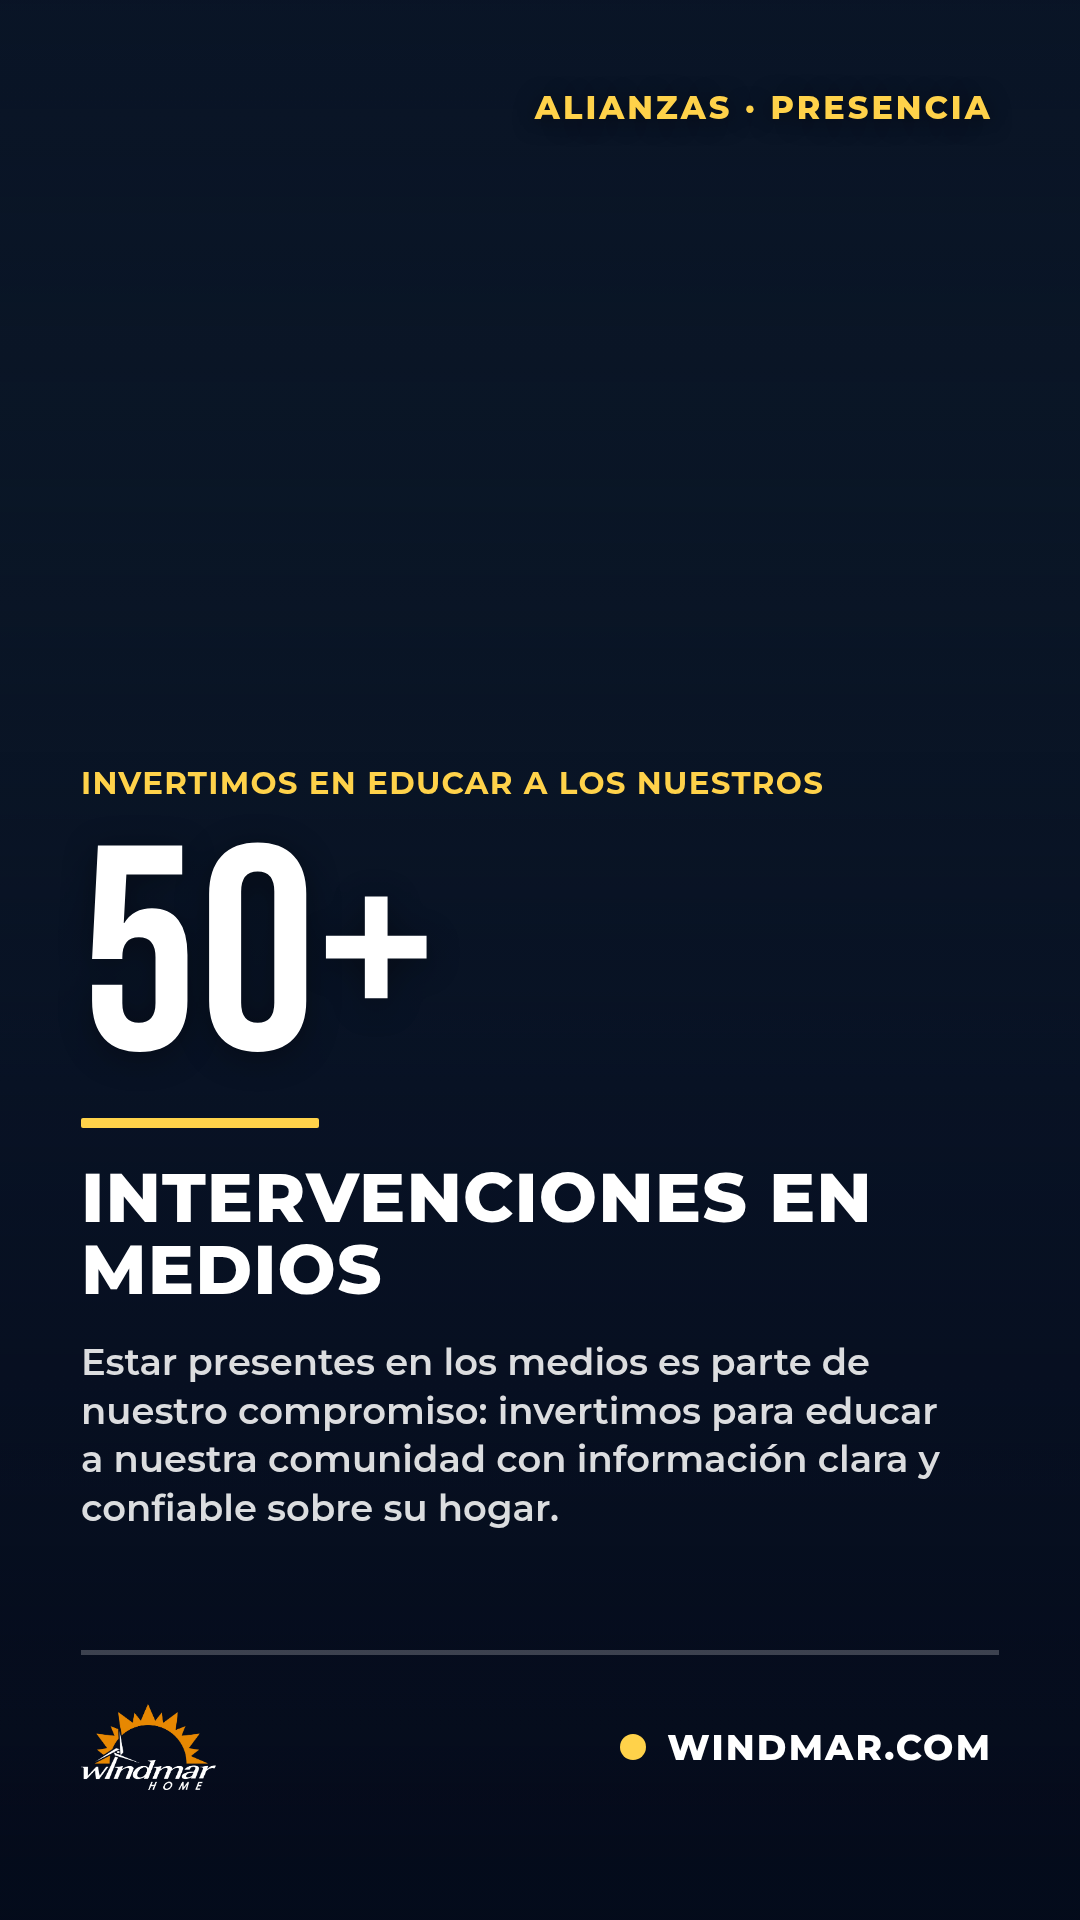 ALIANZAS • PRESENCIA
INVERTIMOS EN EDUCAR A LOS NUESTROS
50+
INTERVENCIONES EN
MEDIOS
Estar presentes en los medios es parte de
nuestro compromiso: invertimos para educar
a nuestra comunidad con información clara y
confiable sobre su hogar.
windmar
HOME
WINDMAR.COM